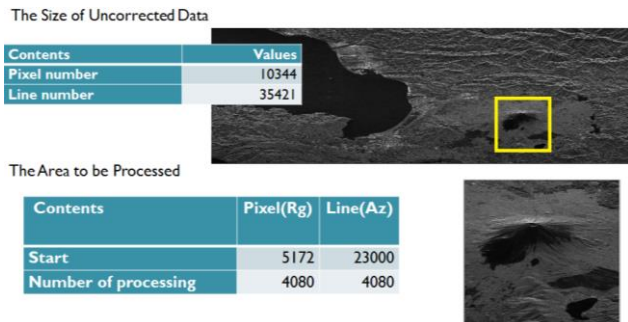 The Size of Uncorrected Data
Contents Values
Pixel number 10344
Line number 35421
The Area to be Processed
Contents Pixel(Rg) Line(Az)
Start 5172 23000
Number of processing 4080 4080